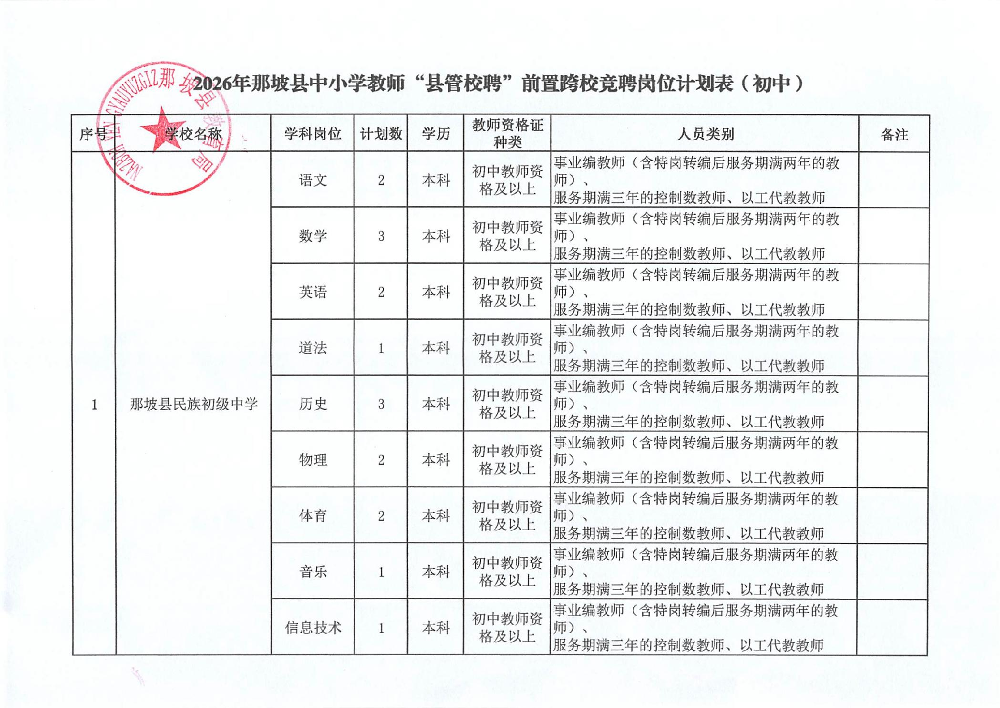 2026年那坡县中小学教师“县管校聘”前置跨校竞聘岗位计划表（初中）
NAZBOH YEN GYAUYUZGIZ那坡县教育局
序号 学校名称 学科岗位 计划数 学历 教师资格证 人员类别 备注
种类
1 那坡县民族初级中学
语文 2 本科 初中教师资格及以上 事业编教师（含特岗转编后服务期满两年的教
师）、
服务期满三年的控制数教师、以工代教教师
数学 3 本科 初中教师资格及以上 事业编教师（含特岗转编后服务期满两年的教
师）、
服务期满三年的控制数教师、以工代教教师
英语 2 本科 初中教师资格及以上 事业编教师（含特岗转编后服务期满两年的教
师）、
服务期满三年的控制数教师、以工代教教师
道法 1 本科 初中教师资格及以上 事业编教师（含特岗转编后服务期满两年的教
师）、
服务期满三年的控制数教师、以工代教教师
历史 3 本科 初中教师资格及以上 事业编教师（含特岗转编后服务期满两年的教
师）、
服务期满三年的控制数教师、以工代教教师
物理 2 本科 初中教师资格及以上 事业编教师（含特岗转编后服务期满两年的教
师）、
服务期满三年的控制数教师、以工代教教师
体育 2 本科 初中教师资格及以上 事业编教师（含特岗转编后服务期满两年的教
师）、
服务期满三年的控制数教师、以工代教教师
音乐 1 本科 初中教师资格及以上 事业编教师（含特岗转编后服务期满两年的教
师）、
服务期满三年的控制数教师、以工代教教师
信息技术 1 本科 初中教师资格及以上 事业编教师（含特岗转编后服务期满两年的教
师）、
服务期满三年的控制数教师、以工代教教师